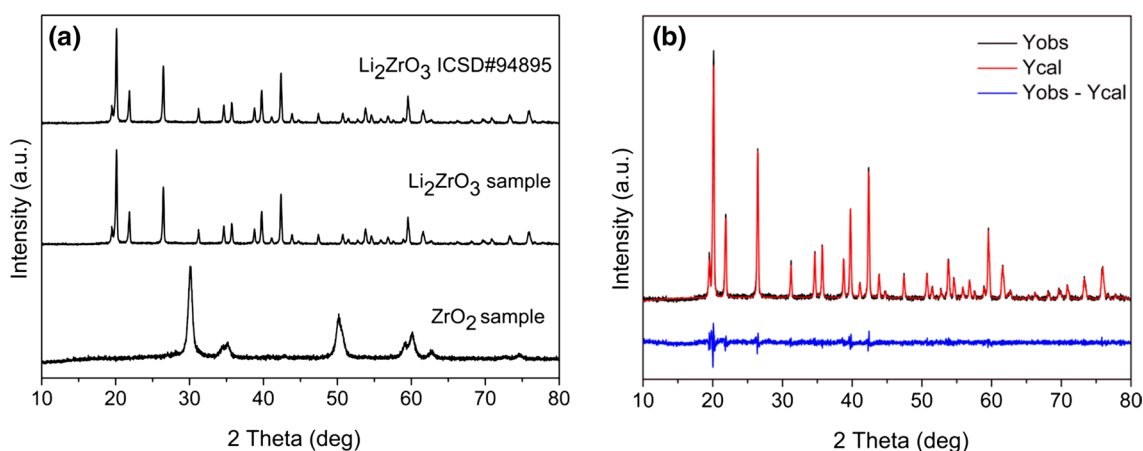 (a)
Li2ZrO3 ICSD#94895
Li2ZrO3 sample
ZrO2 sample
Intensity (a.u.)
10 20 30 40 50 60 70 80
2 Theta (deg)
(b)
Yobs
Ycal
Yobs - Ycal
Intensity (a.u.)
10 20 30 40 50 60 70 80
2 Theta (deg)